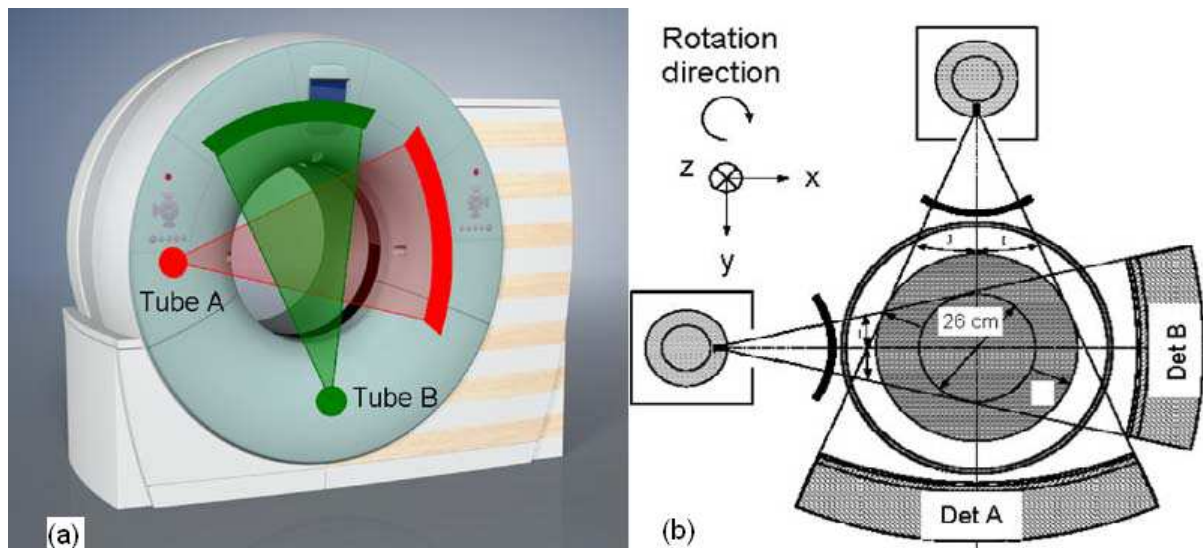 Tube A
Tube B
(a)
Rotation
direction
z
x
y
26 cm
Det B
Det A
(b)